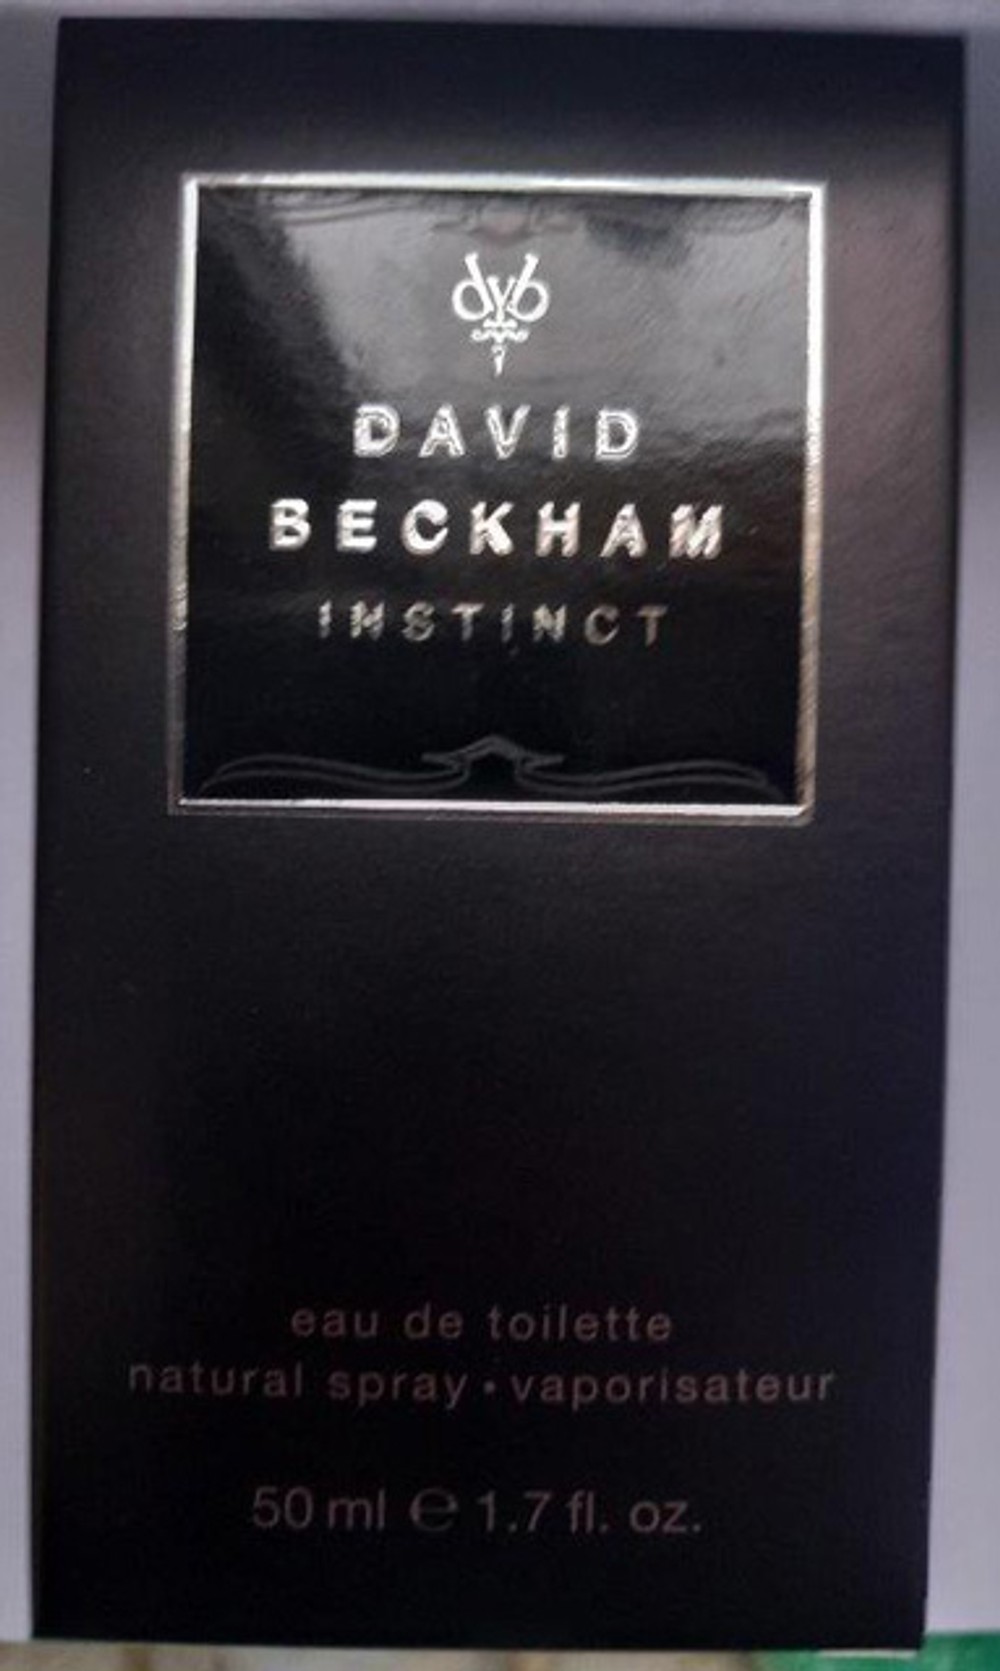 dvb
DAVID
BECKHAM
INSTINCT
eau de toilette
natural spray • vaporisateur
50 ml ℮ 1.7 fl. oz.